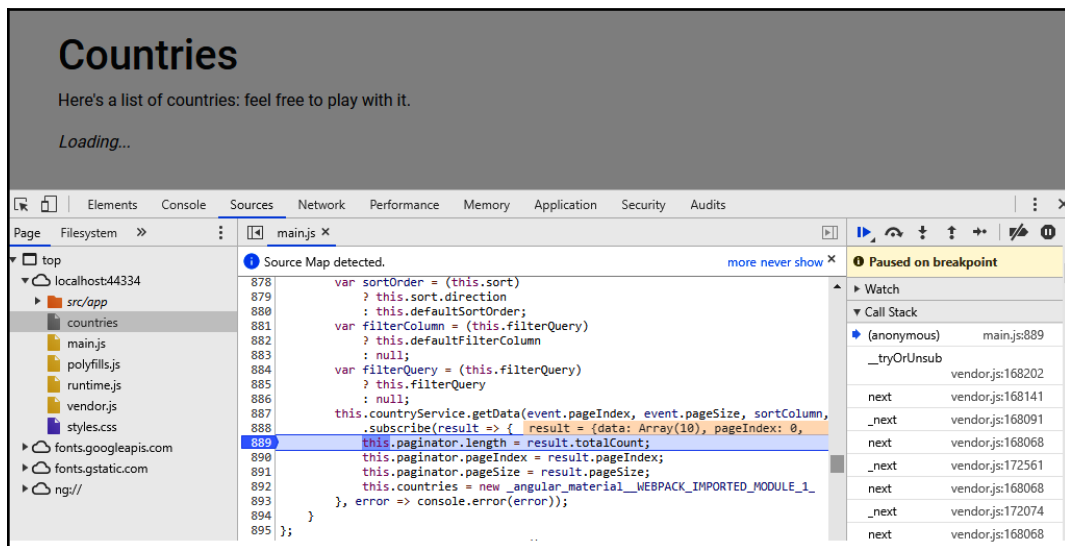 Countries
Here's a list of countries: feel free to play with it.
Loading...
Elements Console Sources Network Performance Memory Application Security Audits
Page Filesystem »
main.js ×
Source Map detected. more never show ×
Paused on breakpoint
top
localhost:44334
src/app
countries
main.js
polyfills.js
runtime.js
vendor.js
styles.css
fonts.googleapis.com
fonts.gstatic.com
ng://
878 var sortOrder = (this.sort)
879 ? this.sort.direction
880 : this.defaultSortOrder;
881 var filterColumn = (this.filterQuery)
882 ? this.defaultFilterColumn
883 : null;
884 var filterQuery = (this.filterQuery)
885 ? this.filterQuery
886 : null;
887 this.countryService.getData(event.pageIndex, event.pageSize, sortColumn,
888 .subscribe(result => { result = {data: Array(10), pageIndex: 0,
889 this.paginator.length = result.totalCount;
890 this.paginator.pageIndex = result.pageIndex;
891 this.paginator.pageSize = result.pageSize;
892 this.countries = new _angular_material__WEBPACK_IMPORTED_MODULE_1_
893 }, error => console.error(error));
894 }
895 };
Watch
Call Stack
(anonymous) main.js:889
__tryOrUnsub
vendor.js:168202
next vendor.js:168141
_next vendor.js:168091
next vendor.js:168068
_next vendor.js:172561
next vendor.js:168068
_next vendor.js:172074
next vendor.js:168068